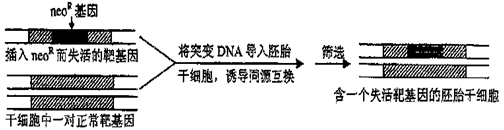 neoR基因
插入neoR而失活的靶基因
干细胞中一对正常靶基因
将突变DNA导入胚胎
干细胞，诱导同源互换
筛选
含一个失活靶基因的胚胎干细胞